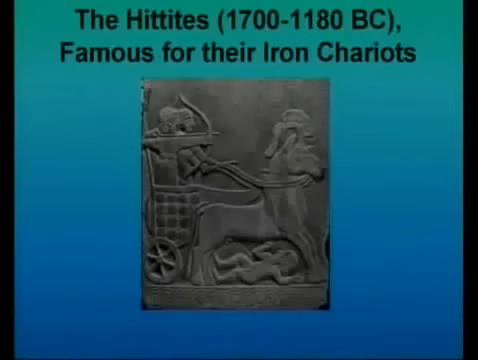 The Hittites (1700-1180 BC),
Famous for their Iron Chariots